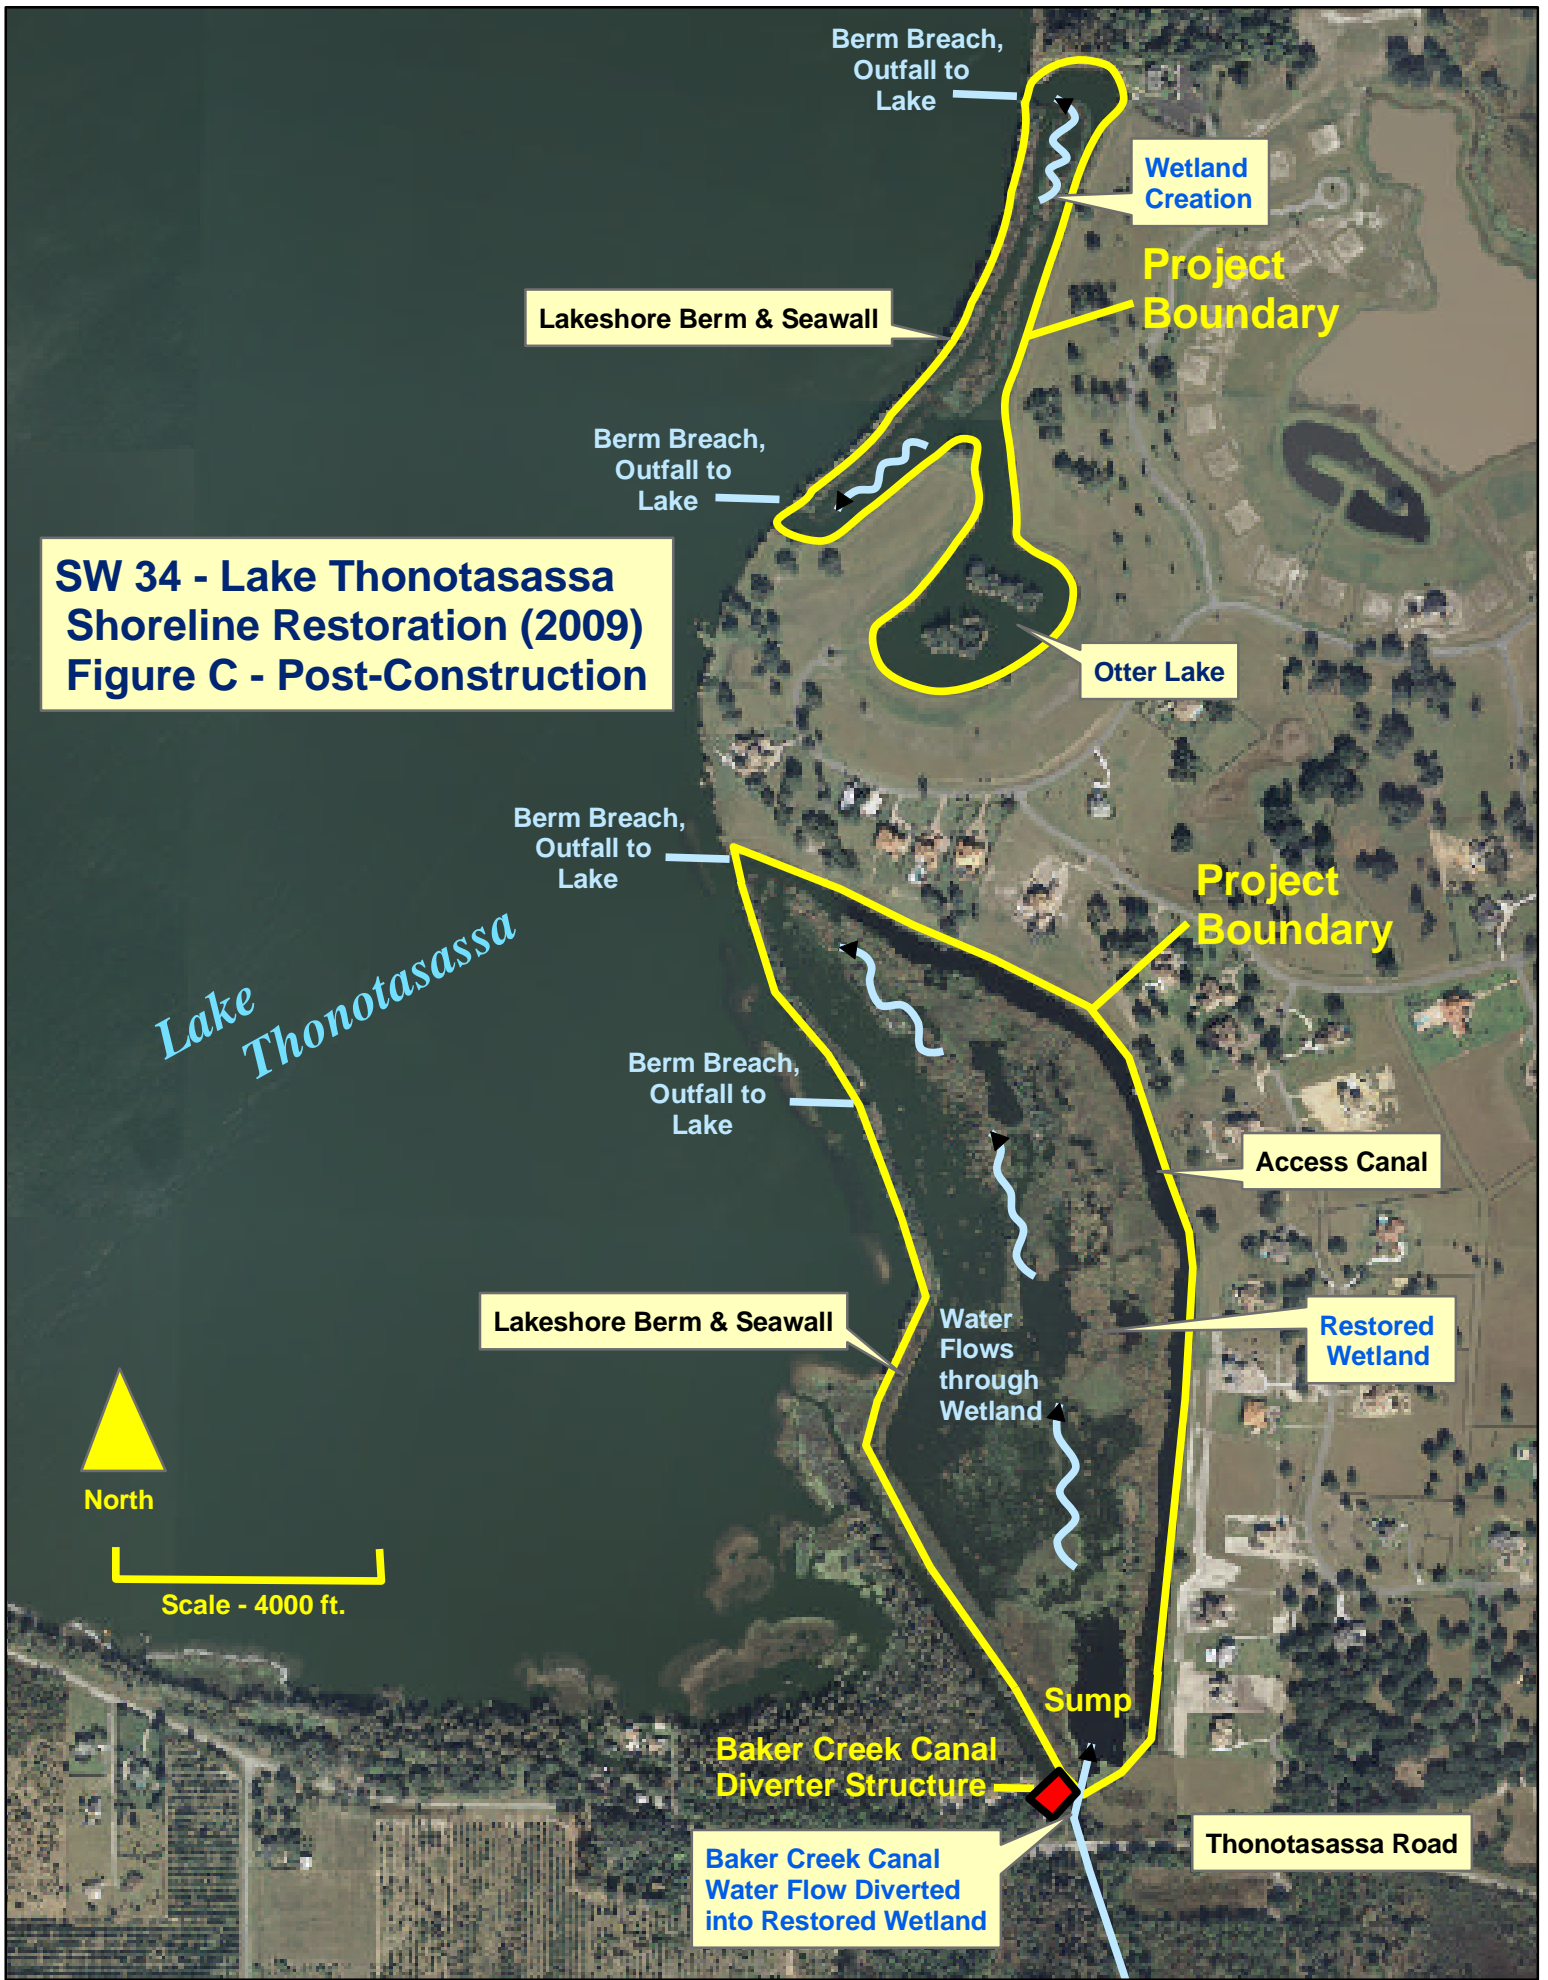 Berm Breach,
Outfall to
Lake
Wetland
Creation
Project
Boundary
Lakeshore Berm & Seawall
Berm Breach,
Outfall to
Lake
SW 34 - Lake Thonotasassa
Shoreline Restoration (2009)
Figure C - Post-Construction
Otter Lake
Berm Breach,
Outfall to
Lake
Project
Boundary
Lake
Thonotasassa
Berm Breach,
Outfall to
Lake
Access Canal
Lakeshore Berm & Seawall
Water
Flows
through
Wetland
Restored
Wetland
North
Scale - 4000 ft.
Sump
Baker Creek Canal
Diverter Structure
Thonotasassa Road
Baker Creek Canal
Water Flow Diverted
into Restored Wetland